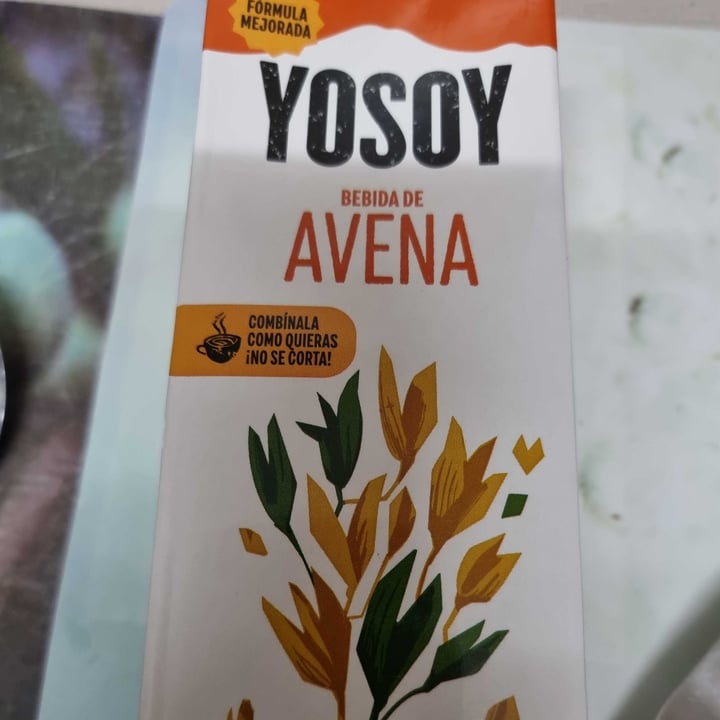 FÓRMULA
MEJORADA
YOSOY
BEBIDA DE
AVENA
COMBÍNALA
COMO QUIERAS
¡NO SE CORTA!